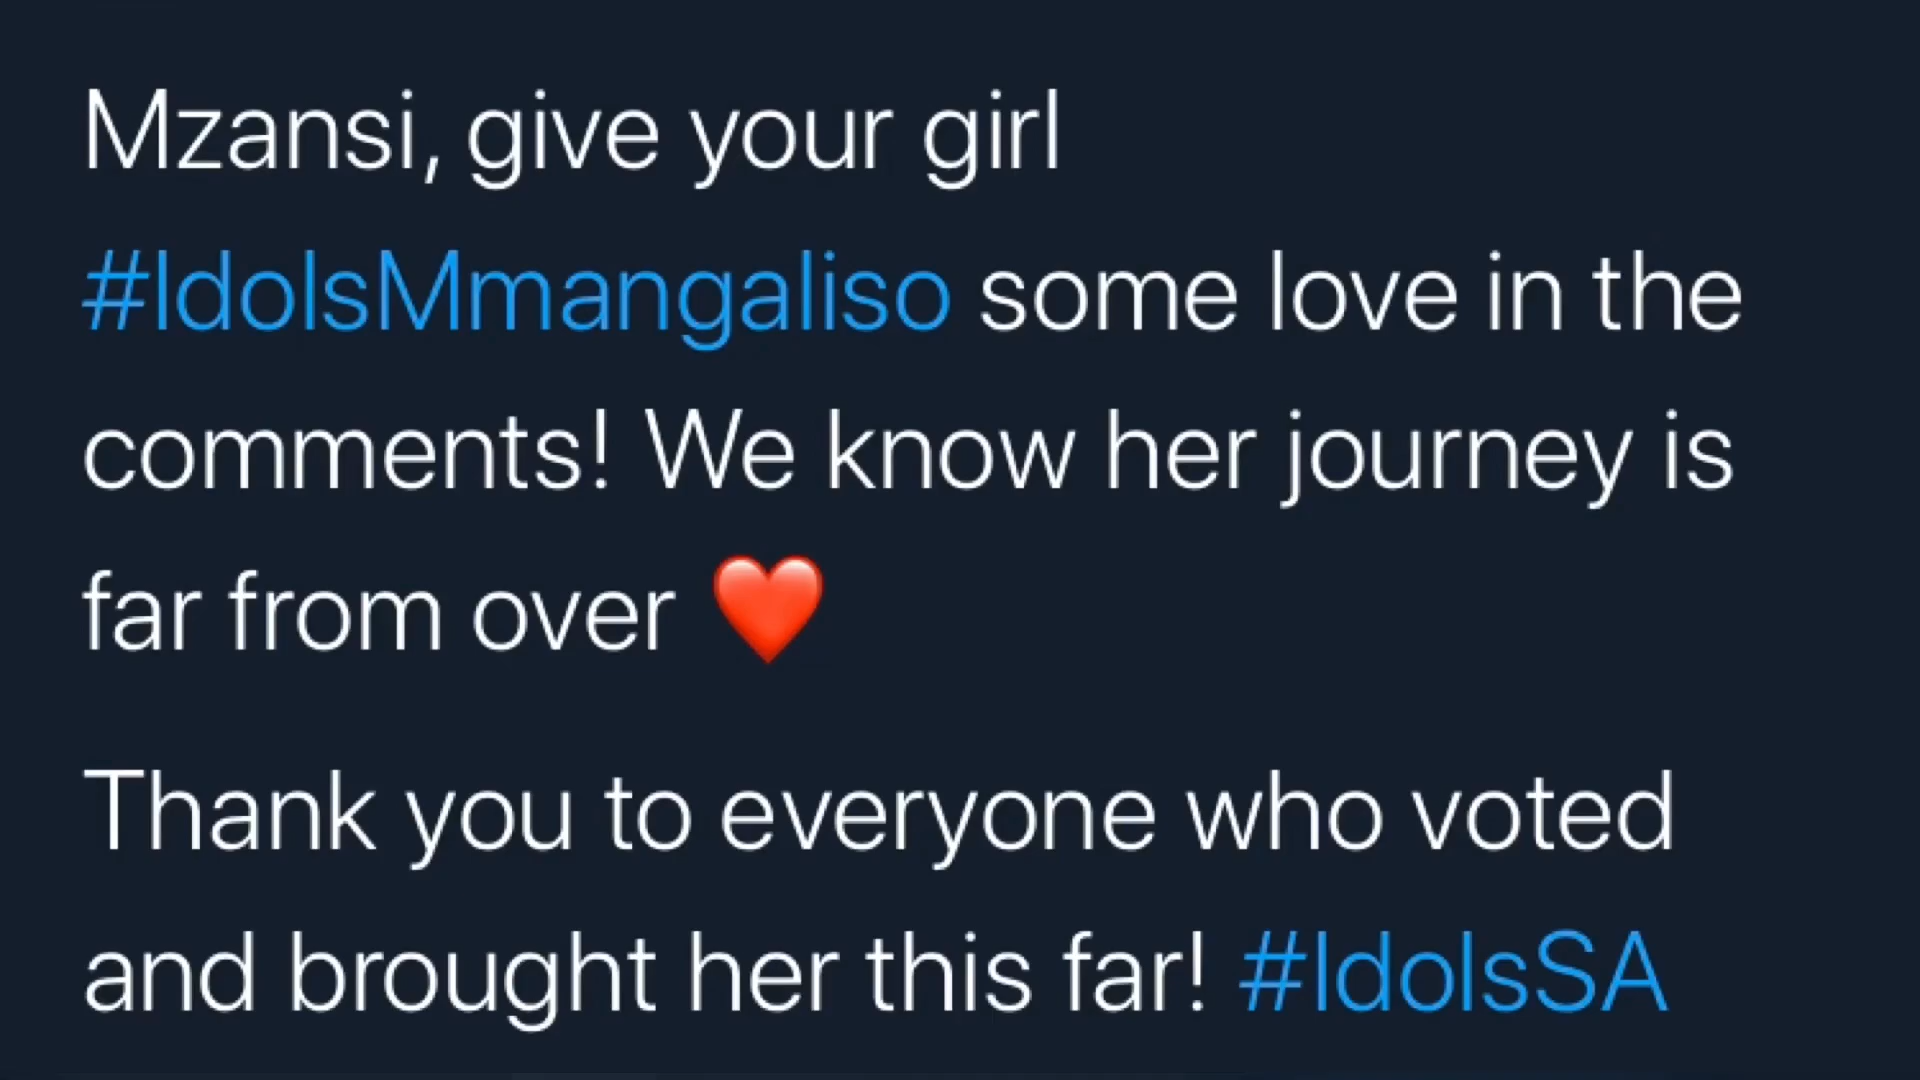 Mzansi, give your girl
#IdolsMmangaliso some love in the
comments! We know her journey is
far from over ❤️
Thank you to everyone who voted
and brought her this far! #IdolsSA